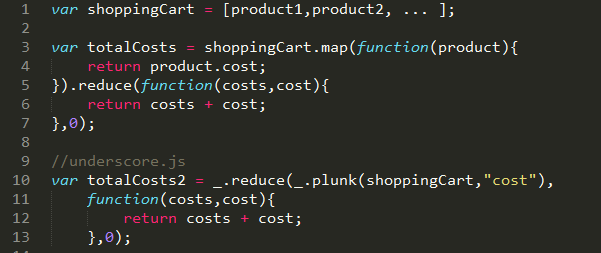 1 var shoppingCart = [product1,product2, ... ];
2
3 var totalCosts = shoppingCart.map(function(product){
4     return product.cost;
5 }).reduce(function(costs,cost){
6     return costs + cost;
7 },0);
8
9 //underscore.js
10 var totalCosts2 = _.reduce(_.plunk(shoppingCart,"cost"),
11     function(costs,cost){
12         return costs + cost;
13     },0);